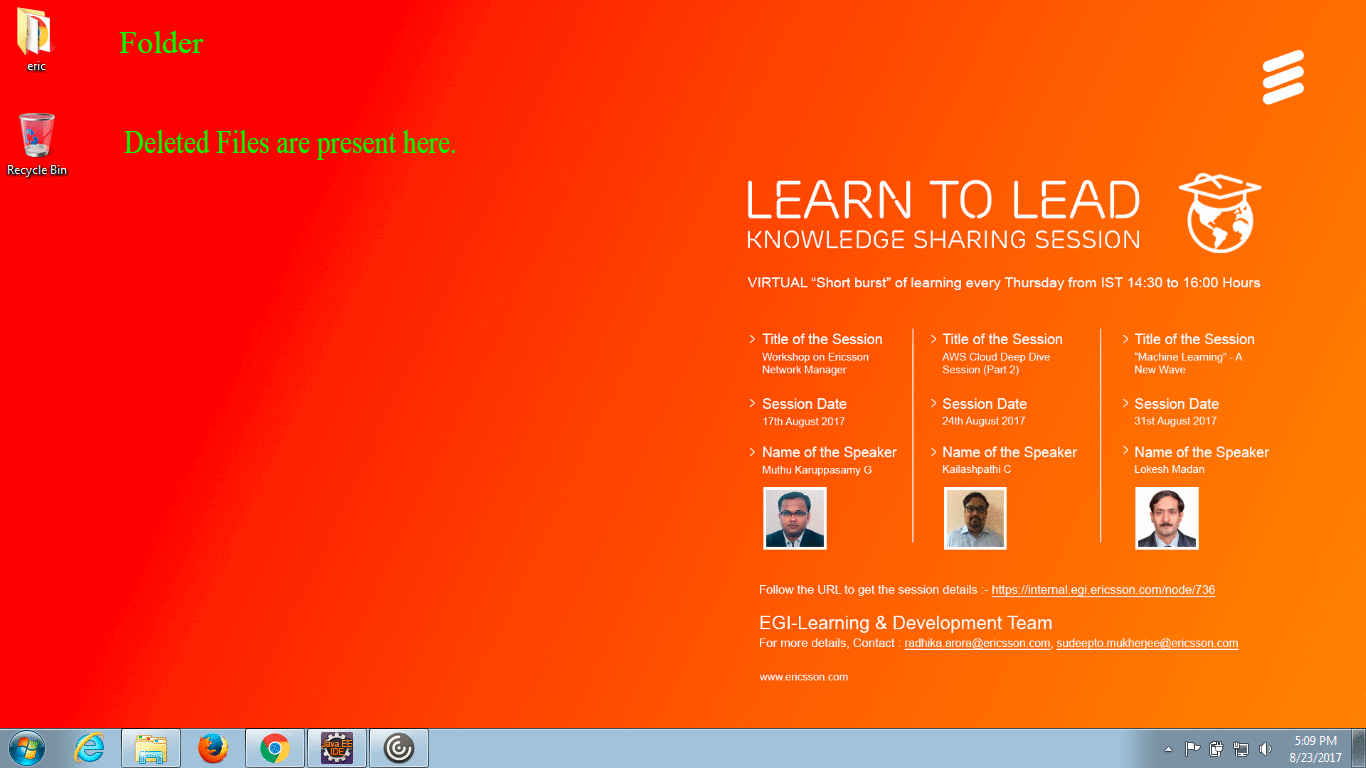 Folder
eric
Deleted Files are present here.
Recycle Bin
LEARN TO LEAD
KNOWLEDGE SHARING SESSION
VIRTUAL “Short burst” of learning every Thursday from IST 14:30 to 16:00 Hours
> Title of the Session
Workshop on Ericsson
Network Manager
> Session Date
17th August 2017
> Name of the Speaker
Muthu Karuppasamy G
> Title of the Session
AWS Cloud Deep Dive
Session (Part 2)
> Session Date
24th August 2017
> Name of the Speaker
Kailashpathi C
> Title of the Session
"Machine Learning" - A
New Wave
> Session Date
31st August 2017
> Name of the Speaker
Lokesh Madan
Follow the URL to get the session details :- https://internal.egi.ericsson.com/node/736
EGI-Learning & Development Team
For more details, Contact : radhika.arora@ericsson.com, sudeepto.mukherjee@ericsson.com
www.ericsson.com
Java EE
IDE
5:09 PM
8/23/2017